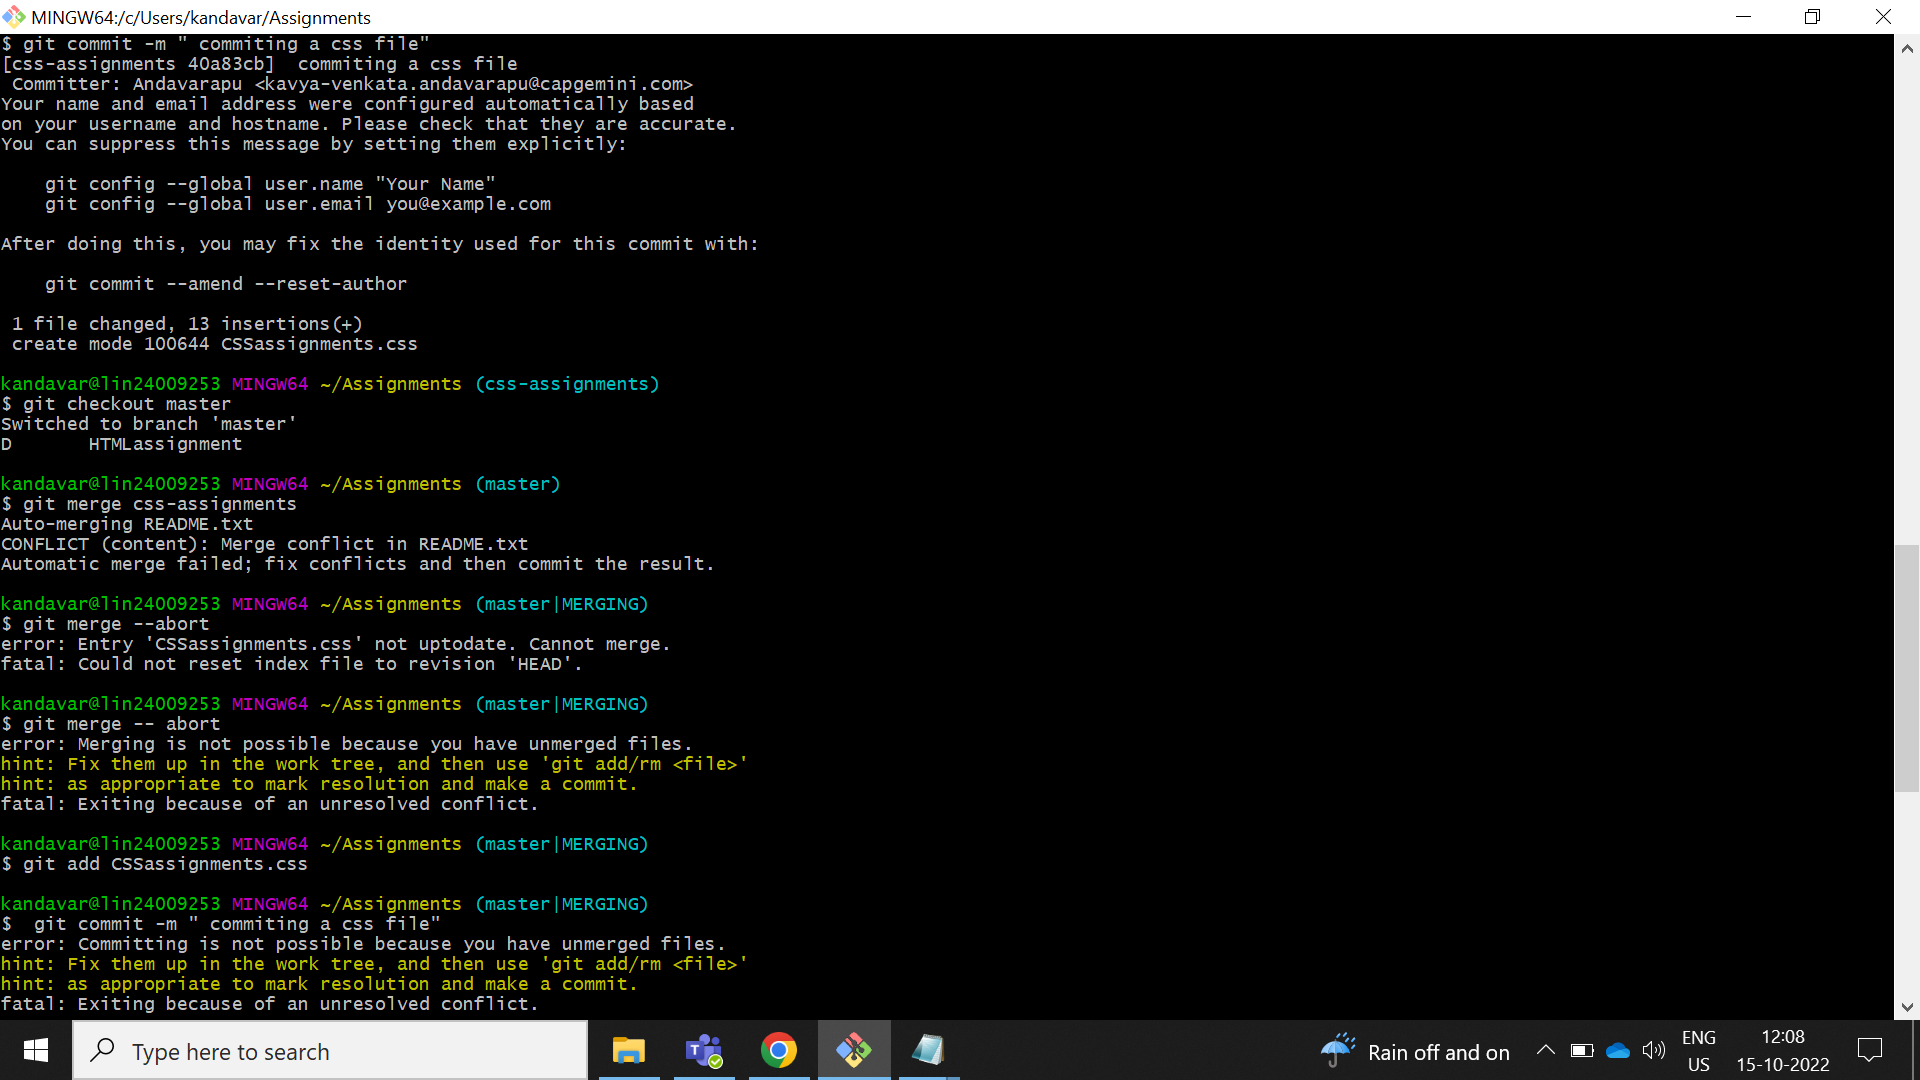 MINGW64:/c/Users/kandavar/Assignments
$ git commit -m " commiting a css file"
[css-assignments 40a83cb]  commiting a css file
 Committer: Andavarapu <kavya-venkata.andavarapu@capgemini.com>
Your name and email address were configured automatically based
on your username and hostname. Please check that they are accurate.
You can suppress this message by setting them explicitly:
    git config --global user.name "Your Name"
    git config --global user.email you@example.com
After doing this, you may fix the identity used for this commit with:
    git commit --amend --reset-author
 1 file changed, 13 insertions(+)
 create mode 100644 CSSassignments.css
kandavar@lin24009253 MINGW64 ~/Assignments (css-assignments)
$ git checkout master
Switched to branch 'master'
D       HTMLassignment
kandavar@lin24009253 MINGW64 ~/Assignments (master)
$ git merge css-assignments
Auto-merging README.txt
CONFLICT (content): Merge conflict in README.txt
Automatic merge failed; fix conflicts and then commit the result.
kandavar@lin24009253 MINGW64 ~/Assignments (master|MERGING)
$ git merge --abort
error: Entry 'CSSassignments.css' not uptodate. Cannot merge.
fatal: Could not reset index file to revision 'HEAD'.
kandavar@lin24009253 MINGW64 ~/Assignments (master|MERGING)
$ git merge -- abort
error: Merging is not possible because you have unmerged files.
hint: Fix them up in the work tree, and then use 'git add/rm <file>'
hint: as appropriate to mark resolution and make a commit.
fatal: Exiting because of an unresolved conflict.
kandavar@lin24009253 MINGW64 ~/Assignments (master|MERGING)
$ git add CSSassignments.css
kandavar@lin24009253 MINGW64 ~/Assignments (master|MERGING)
$  git commit -m " commiting a css file"
error: Committing is not possible because you have unmerged files.
hint: Fix them up in the work tree, and then use 'git add/rm <file>'
hint: as appropriate to mark resolution and make a commit.
fatal: Exiting because of an unresolved conflict.
Type here to search
Rain off and on
ENG
US
12:08
15-10-2022